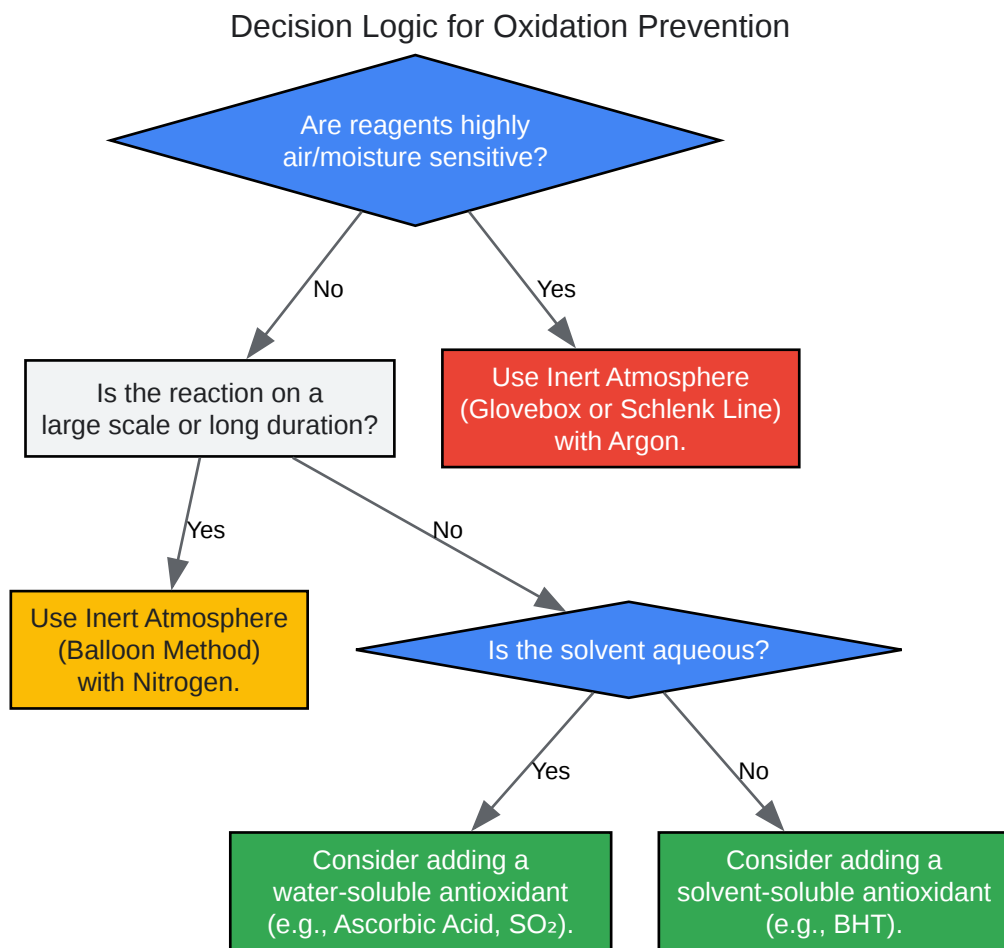 Decision Logic for Oxidation Prevention
Are reagents highly
air/moisture sensitive?
No
Yes
Is the reaction on a
large scale or long duration?
Use Inert Atmosphere
(Glovebox or Schlenk Line)
with Argon.
Yes
No
Use Inert Atmosphere
(Balloon Method)
with Nitrogen.
Is the solvent aqueous?
Yes
No
Consider adding a
water-soluble antioxidant
(e.g., Ascorbic Acid, SO₂).
Consider adding a
solvent-soluble antioxidant
(e.g., BHT).